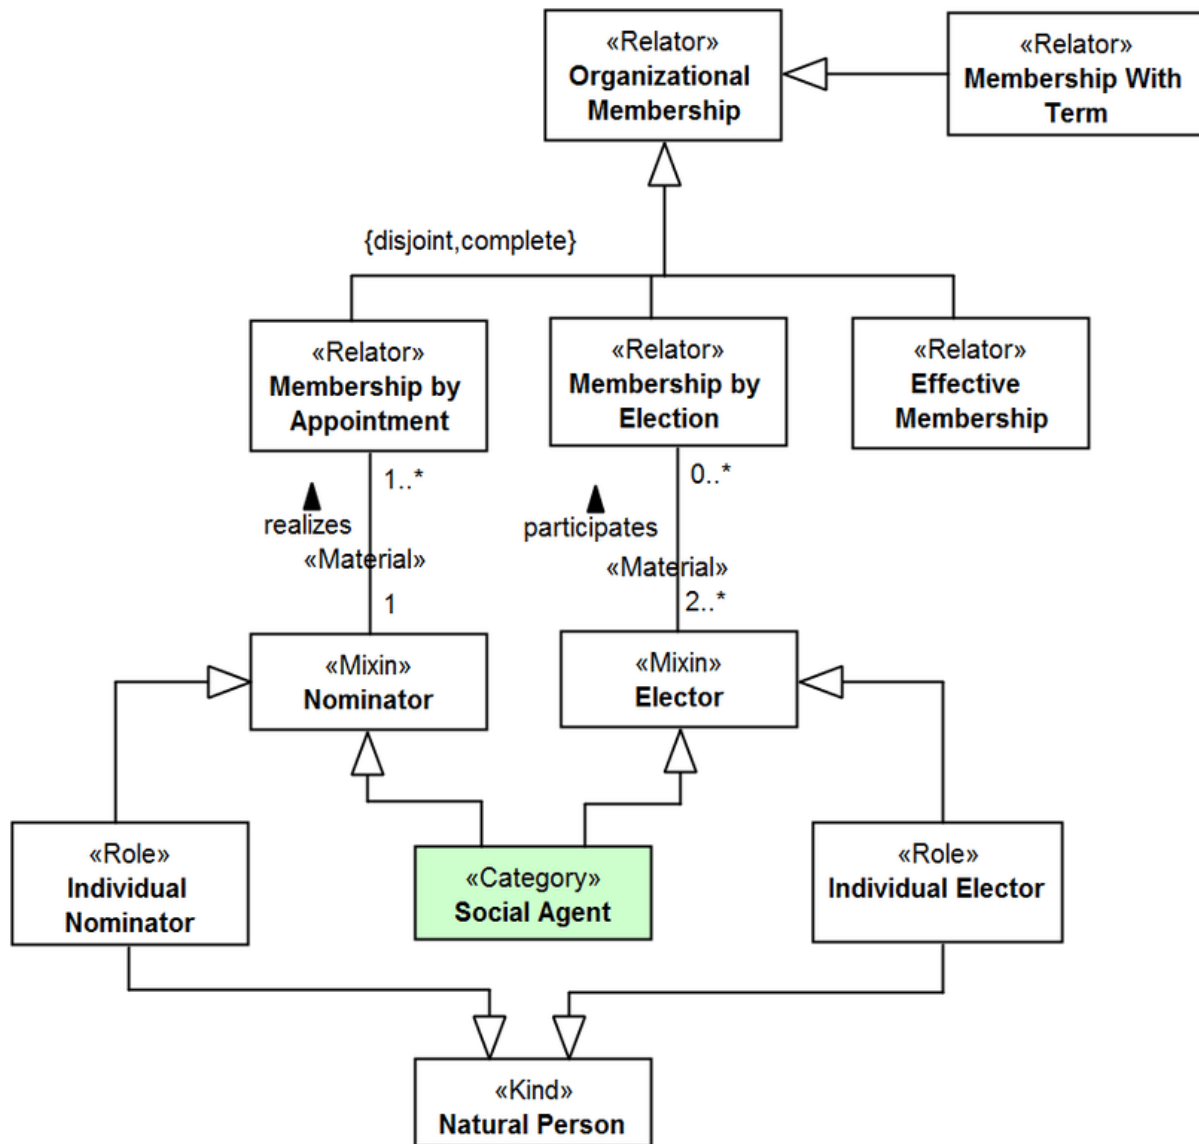 «Relator»
Organizational
Membership
«Relator»
Membership With
Term
{disjoint,complete}
«Relator»
Membership by
Appointment
«Relator»
Membership by
Election
«Relator»
Effective
Membership
1..*
realizes
«Material»
1
0..*
participates
«Material»
2..*
«Mixin»
Nominator
«Mixin»
Elector
«Role»
Individual
Nominator
«Category»
Social Agent
«Role»
Individual Elector
«Kind»
Natural Person